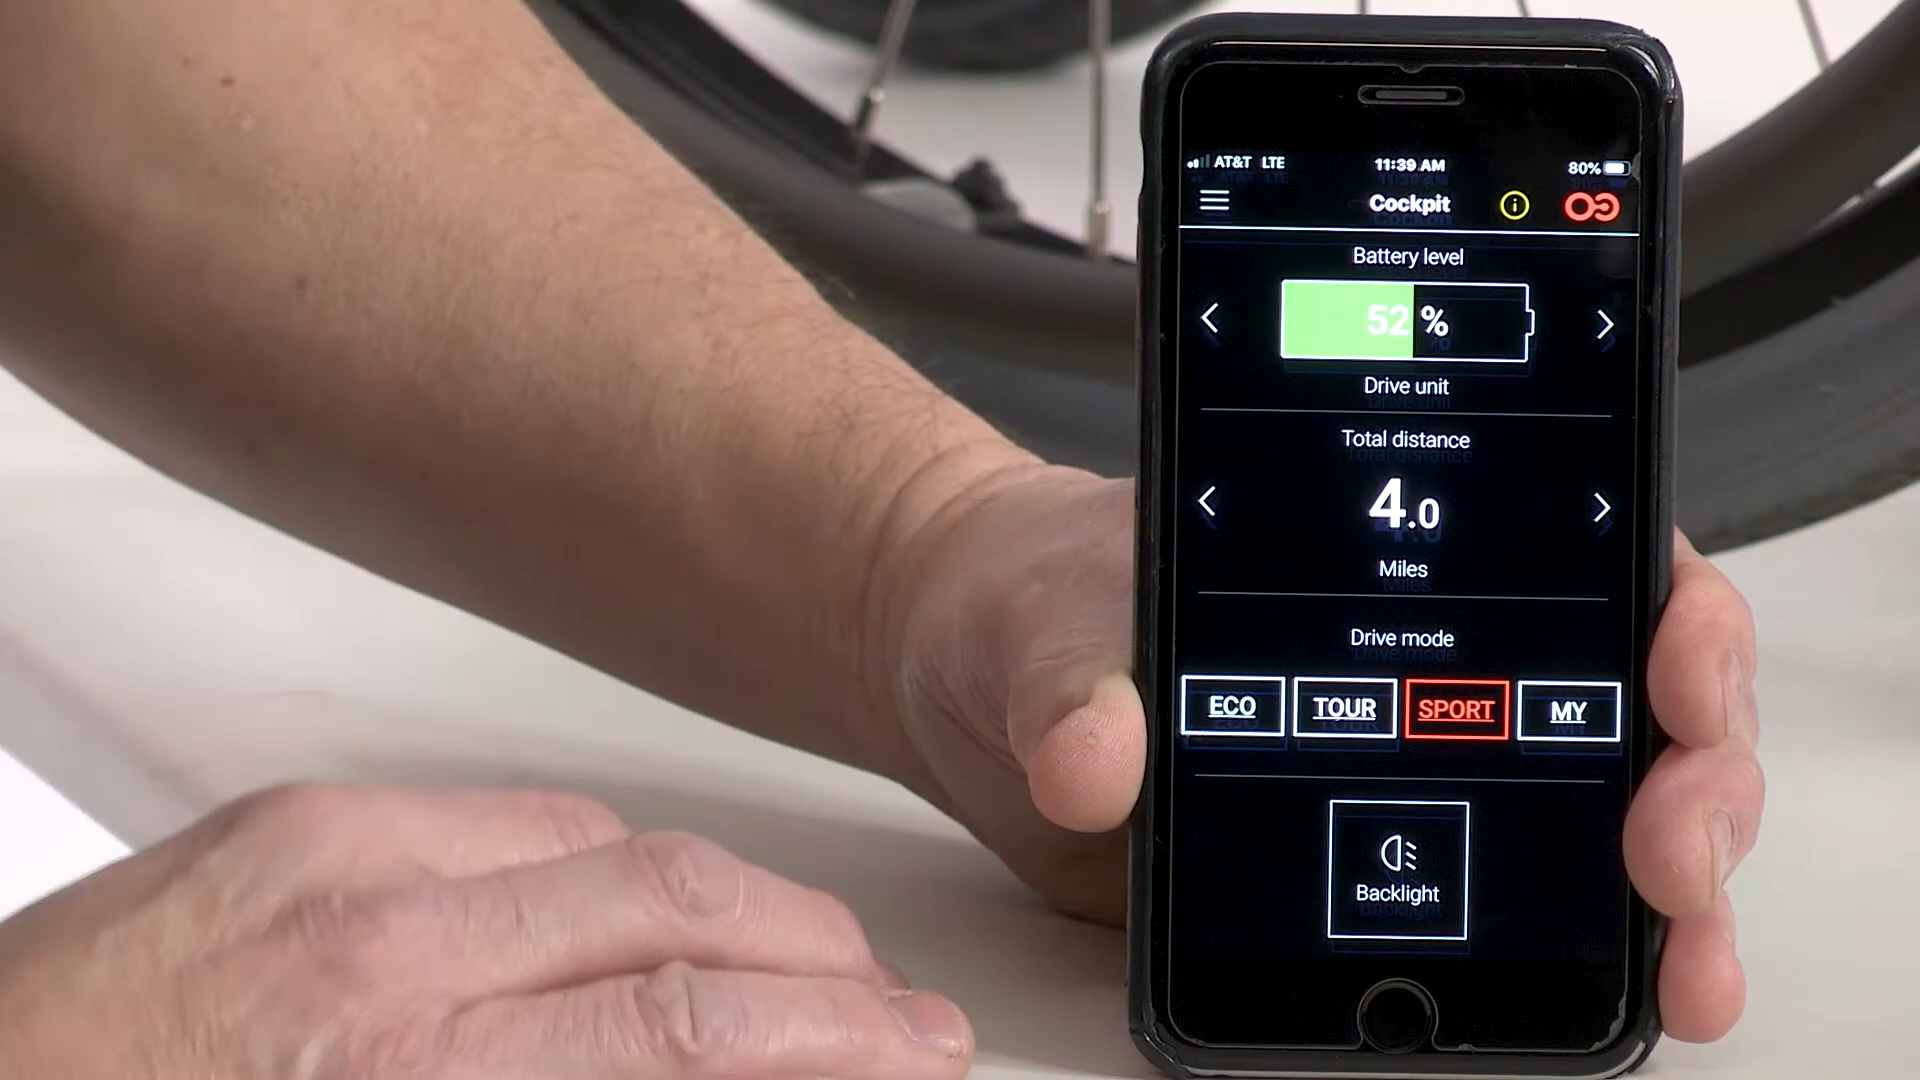 AT&T LTE 11:39 AM 80%
Cockpit
Battery level
52 %
Drive unit
Total distance
4.0
Miles
Drive mode
ECO TOUR SPORT MY
Backlight